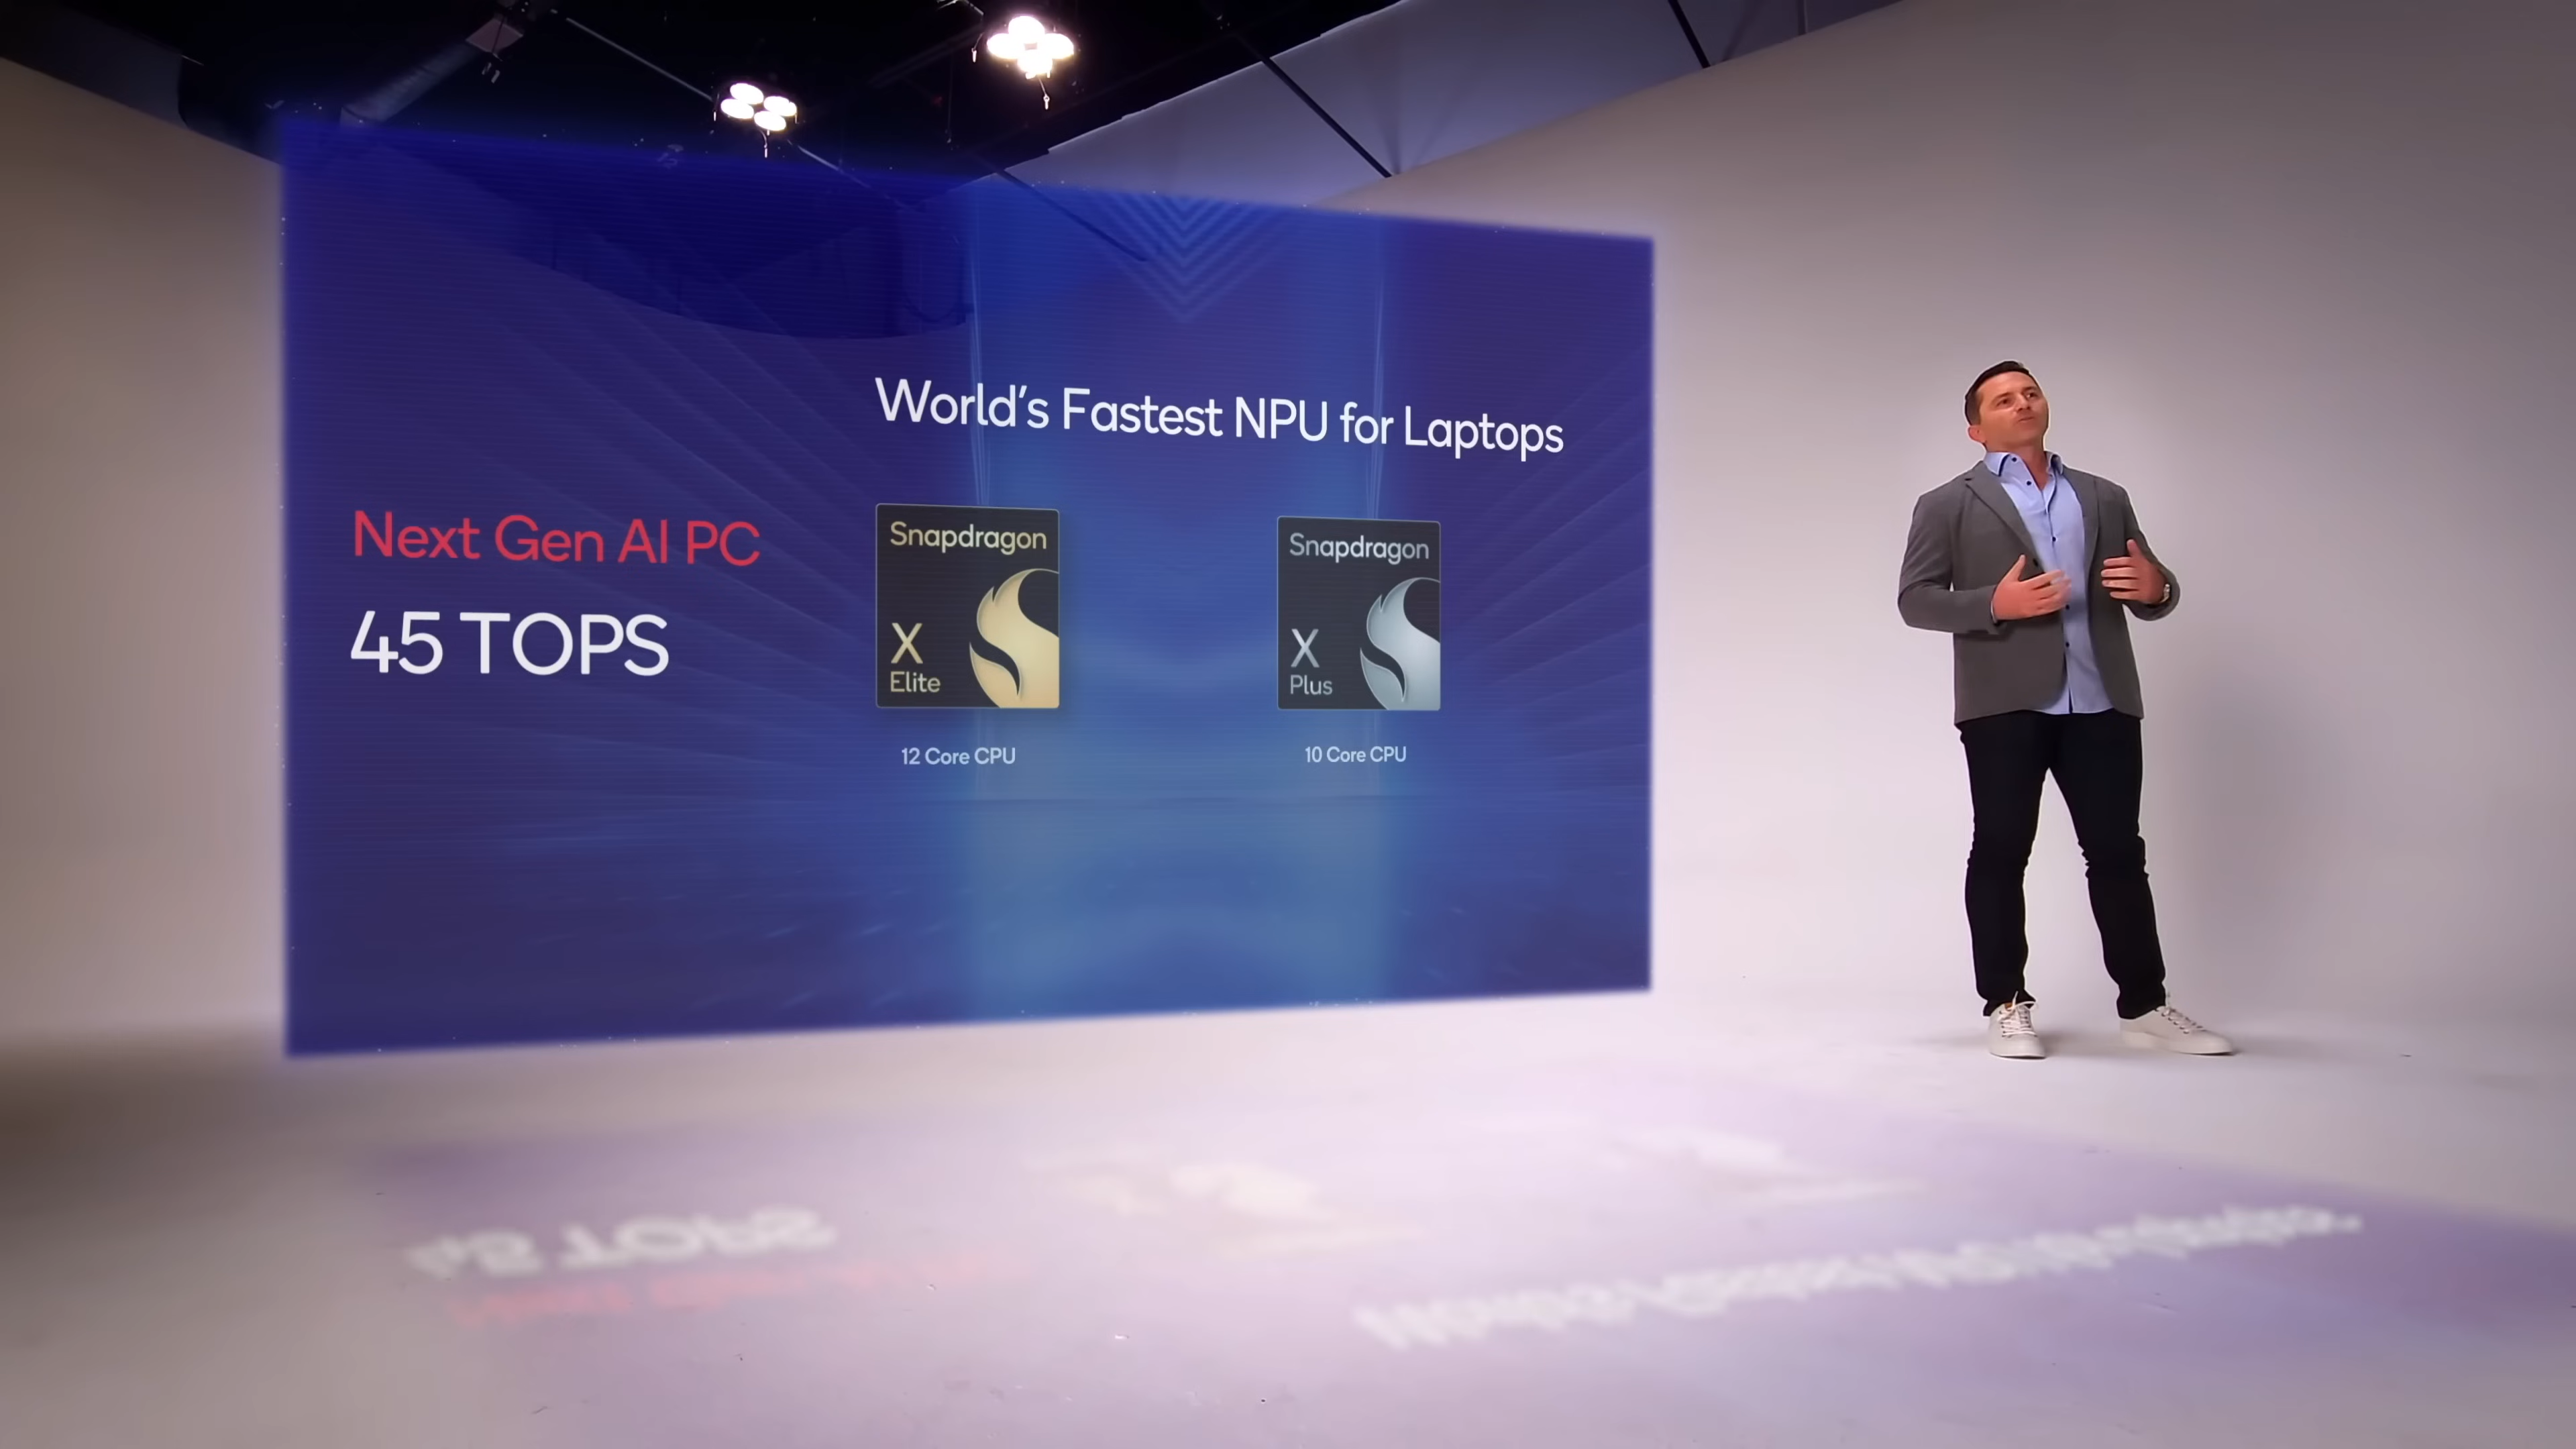 World's Fastest NPU for Laptops
Next Gen AI PC
45 TOPS
Snapdragon
X
Elite
12 Core CPU
Snapdragon
X
Plus
10 Core CPU